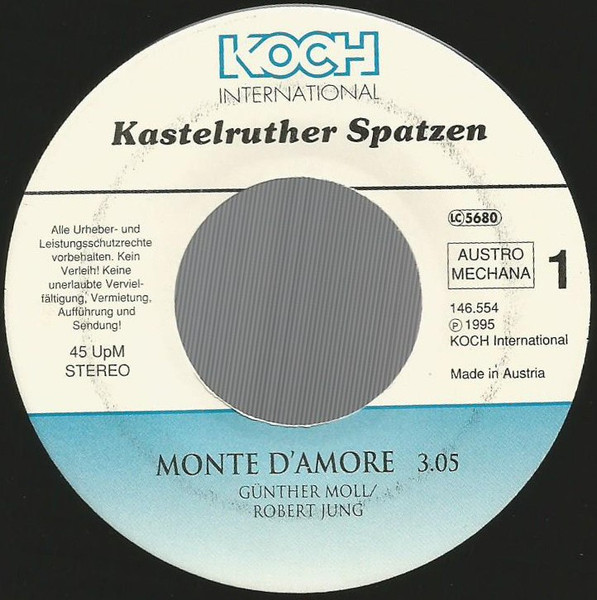 KOCH
INTERNATIONAL
Kastelruther Spatzen
Alle Urheber- und
Leistungsschutzrechte
vorbehalten. Kein
Verleih! Keine
unerlaubte Verviel-
fältigung, Vermietung,
Aufführung und
Sendung!
45 UpM
STEREO
LC 5680
AUSTRO
MECHANA
1
146.554
℗ 1995
KOCH International
Made in Austria
MONTE D'AMORE 3.05
GÜNTHER MOLL/
ROBERT JUNG